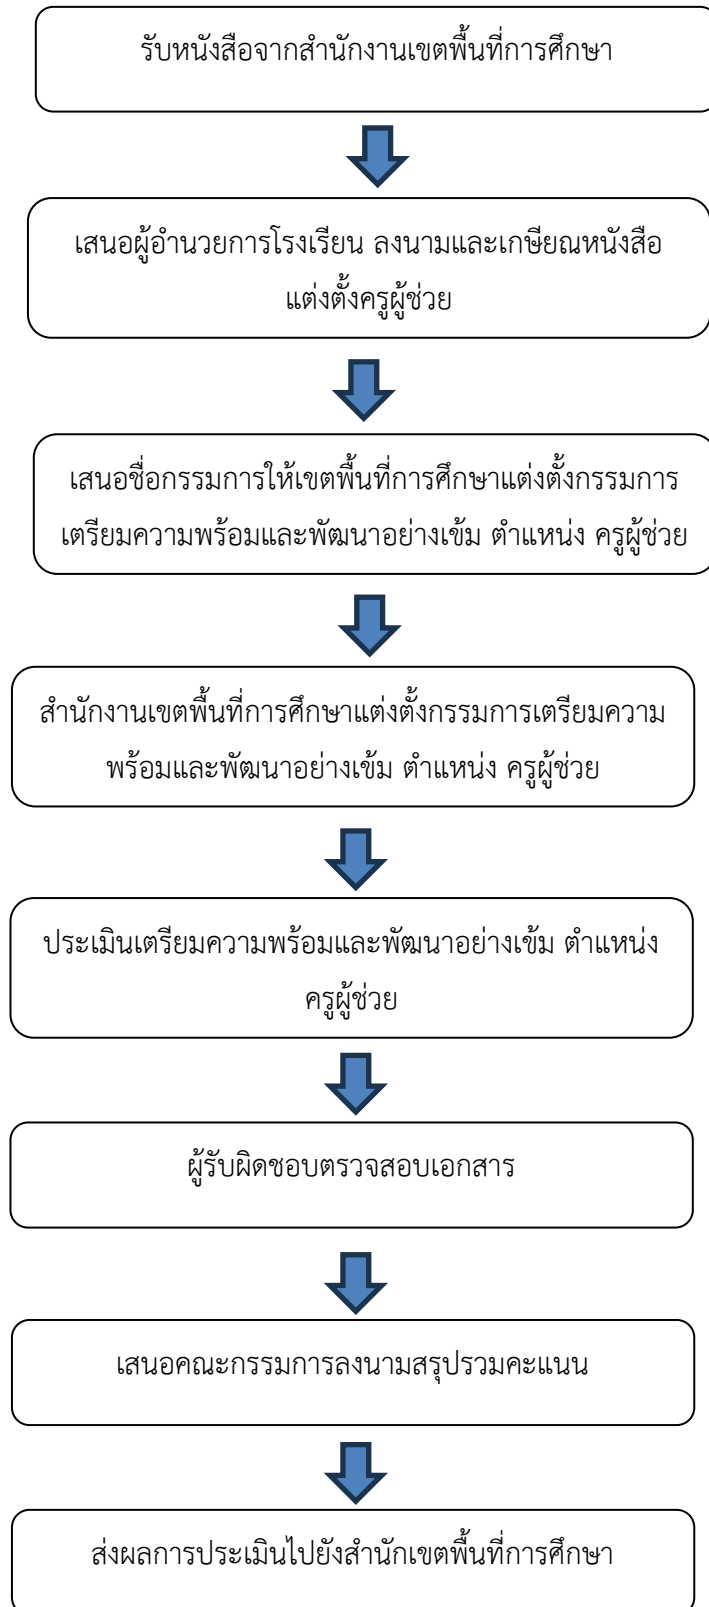 รับหนังสือจากสำนักงานเขตพื้นที่การศึกษา
เสนอผู้อำนวยการโรงเรียน ลงนามและเกษียณหนังสือ
แต่งตั้งครูผู้ช่วย
เสนอชื่อกรรมการให้เขตพื้นที่การศึกษาแต่งตั้งกรรมการ
เตรียมความพร้อมและพัฒนาอย่างเข้ม ตำแหน่ง ครูผู้ช่วย
สำนักงานเขตพื้นที่การศึกษาแต่งตั้งกรรมการเตรียมความ
พร้อมและพัฒนาอย่างเข้ม ตำแหน่ง ครูผู้ช่วย
ประเมินเตรียมความพร้อมและพัฒนาอย่างเข้ม ตำแหน่ง
ครูผู้ช่วย
ผู้รับผิดชอบตรวจสอบเอกสาร
เสนอคณะกรรมการลงนามสรุปรวมคะแนน
ส่งผลการประเมินไปยังสำนักเขตพื้นที่การศึกษา